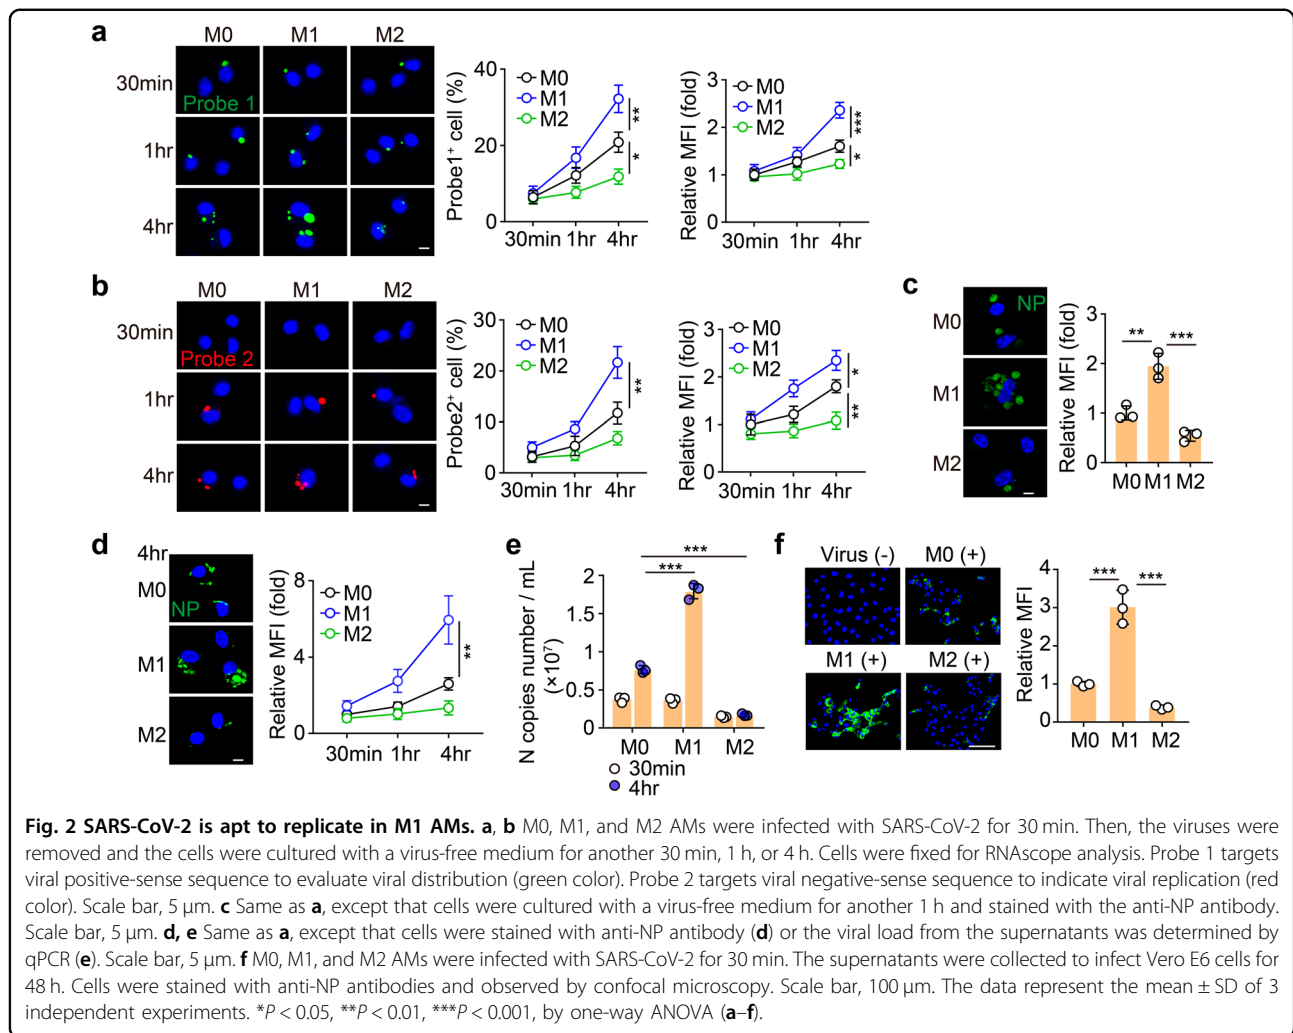 a
M0 M1 M2
30min
Probe 1
1hr
4hr
Probe1⁺ cell (%)
40
20
0
M0
M1
M2
**
*
30min 1hr 4hr
Relative MFI (fold)
3
2
1
0
M0
M1
M2
***
*
30min 1hr 4hr
b
M0 M1 M2
30min
Probe 2
1hr
4hr
Probe2⁺ cell (%)
30
20
10
0
M0
M1
M2
**
30min 1hr 4hr
Relative MFI (fold)
3
2
1
0
M0
M1
M2
*
**
30min 1hr 4hr
c
NP
M0
M1
M2
Relative MFI (fold)
3
2
1
0
** ***
M0 M1 M2
d
4hr
M0
NP
M1
M2
Relative MFI (fold)
8
4
0
M0
M1
M2
**
30min 1hr 4hr
e
N copies number / mL
(×10⁷)
2
1.5
1
0.5
0
***
***
M0 M1 M2
30min
4hr
f
Virus (-) M0 (+)
M1 (+) M2 (+)
Relative MFI
4
3
2
1
0
*** ***
M0 M1 M2
Fig. 2 SARS-CoV-2 is apt to replicate in M1 AMs. a, b M0, M1, and M2 AMs were infected with SARS-CoV-2 for 30 min. Then, the viruses were
removed and the cells were cultured with a virus-free medium for another 30 min, 1 h, or 4 h. Cells were fixed for RNAscope analysis. Probe 1 targets
viral positive-sense sequence to evaluate viral distribution (green color). Probe 2 targets viral negative-sense sequence to indicate viral replication (red
color). Scale bar, 5 μm. c Same as a, except that cells were cultured with a virus-free medium for another 1 h and stained with the anti-NP antibody.
Scale bar, 5 μm. d, e Same as a, except that cells were stained with anti-NP antibody (d) or the viral load from the supernatants was determined by
qPCR (e). Scale bar, 5 μm. f M0, M1, and M2 AMs were infected with SARS-CoV-2 for 30 min. The supernatants were collected to infect Vero E6 cells for
48 h. Cells were stained with anti-NP antibodies and observed by confocal microscopy. Scale bar, 100 μm. The data represent the mean ± SD of 3
independent experiments. *P < 0.05, **P < 0.01, ***P < 0.001, by one-way ANOVA (a–f).